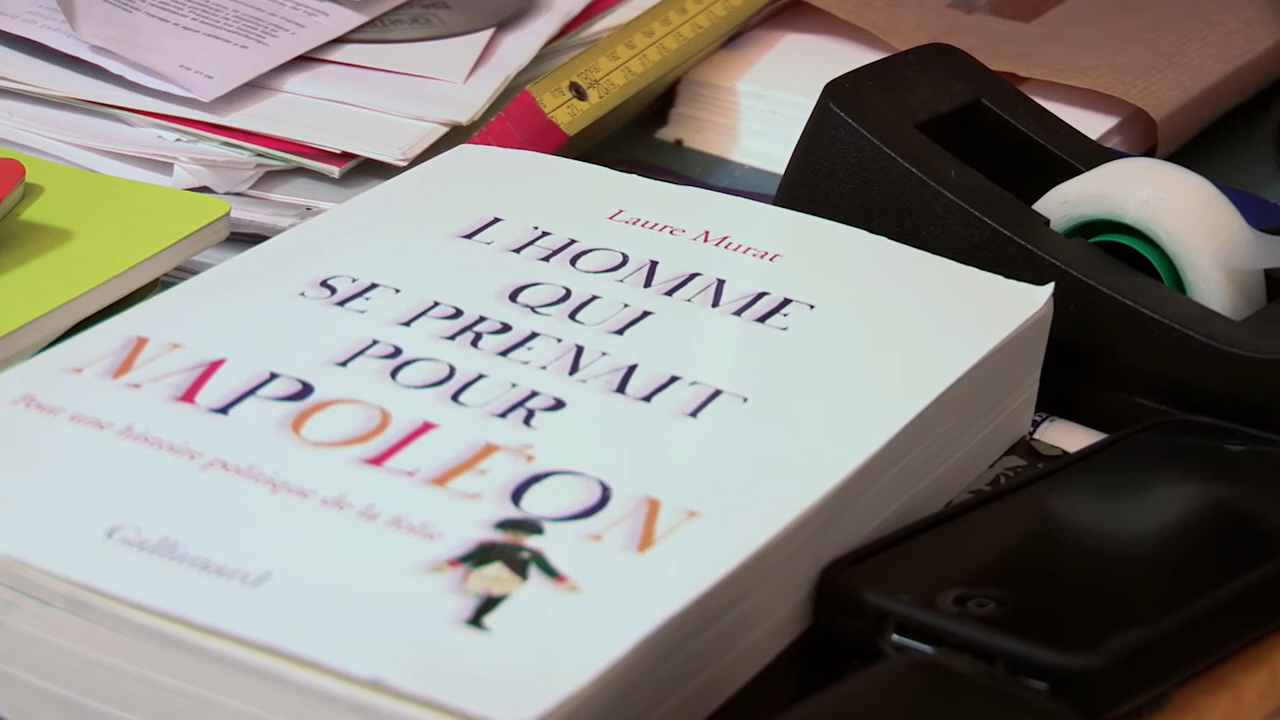 Laure Murat
L'HOMME
QUI
SE PRENAIT
POUR
NAPOLÉON
Pour une histoire politique de la folie
Gallimard